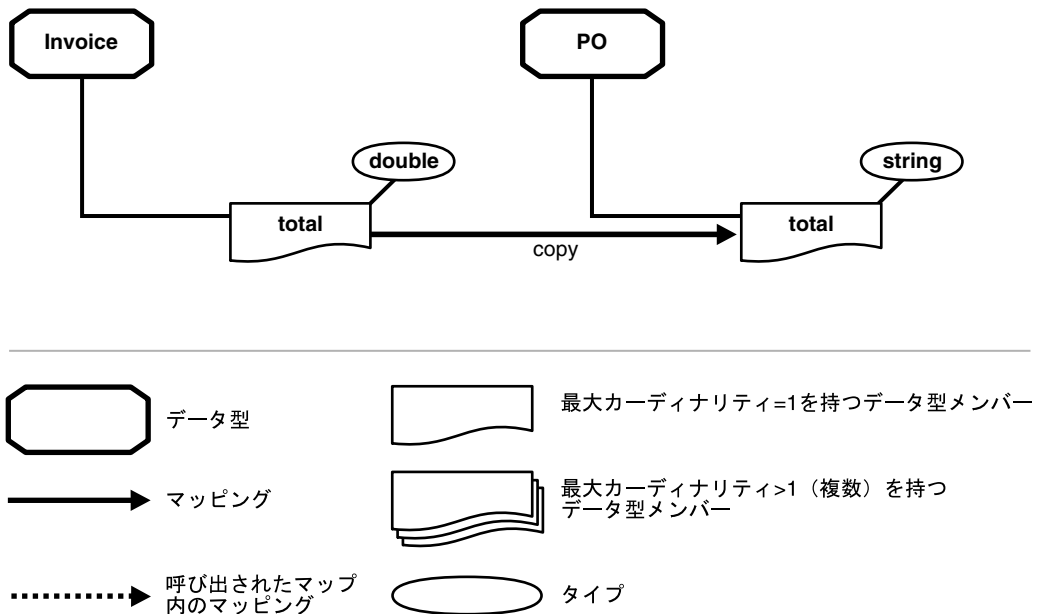 Invoice
PO
double
string
total
total
copy
データ型
最大カーディナリティ=1を持つデータ型メンバー
マッピング
最大カーディナリティ>1（複数）を持つ
データ型メンバー
呼び出されたマップ
内のマッピング
タイプ